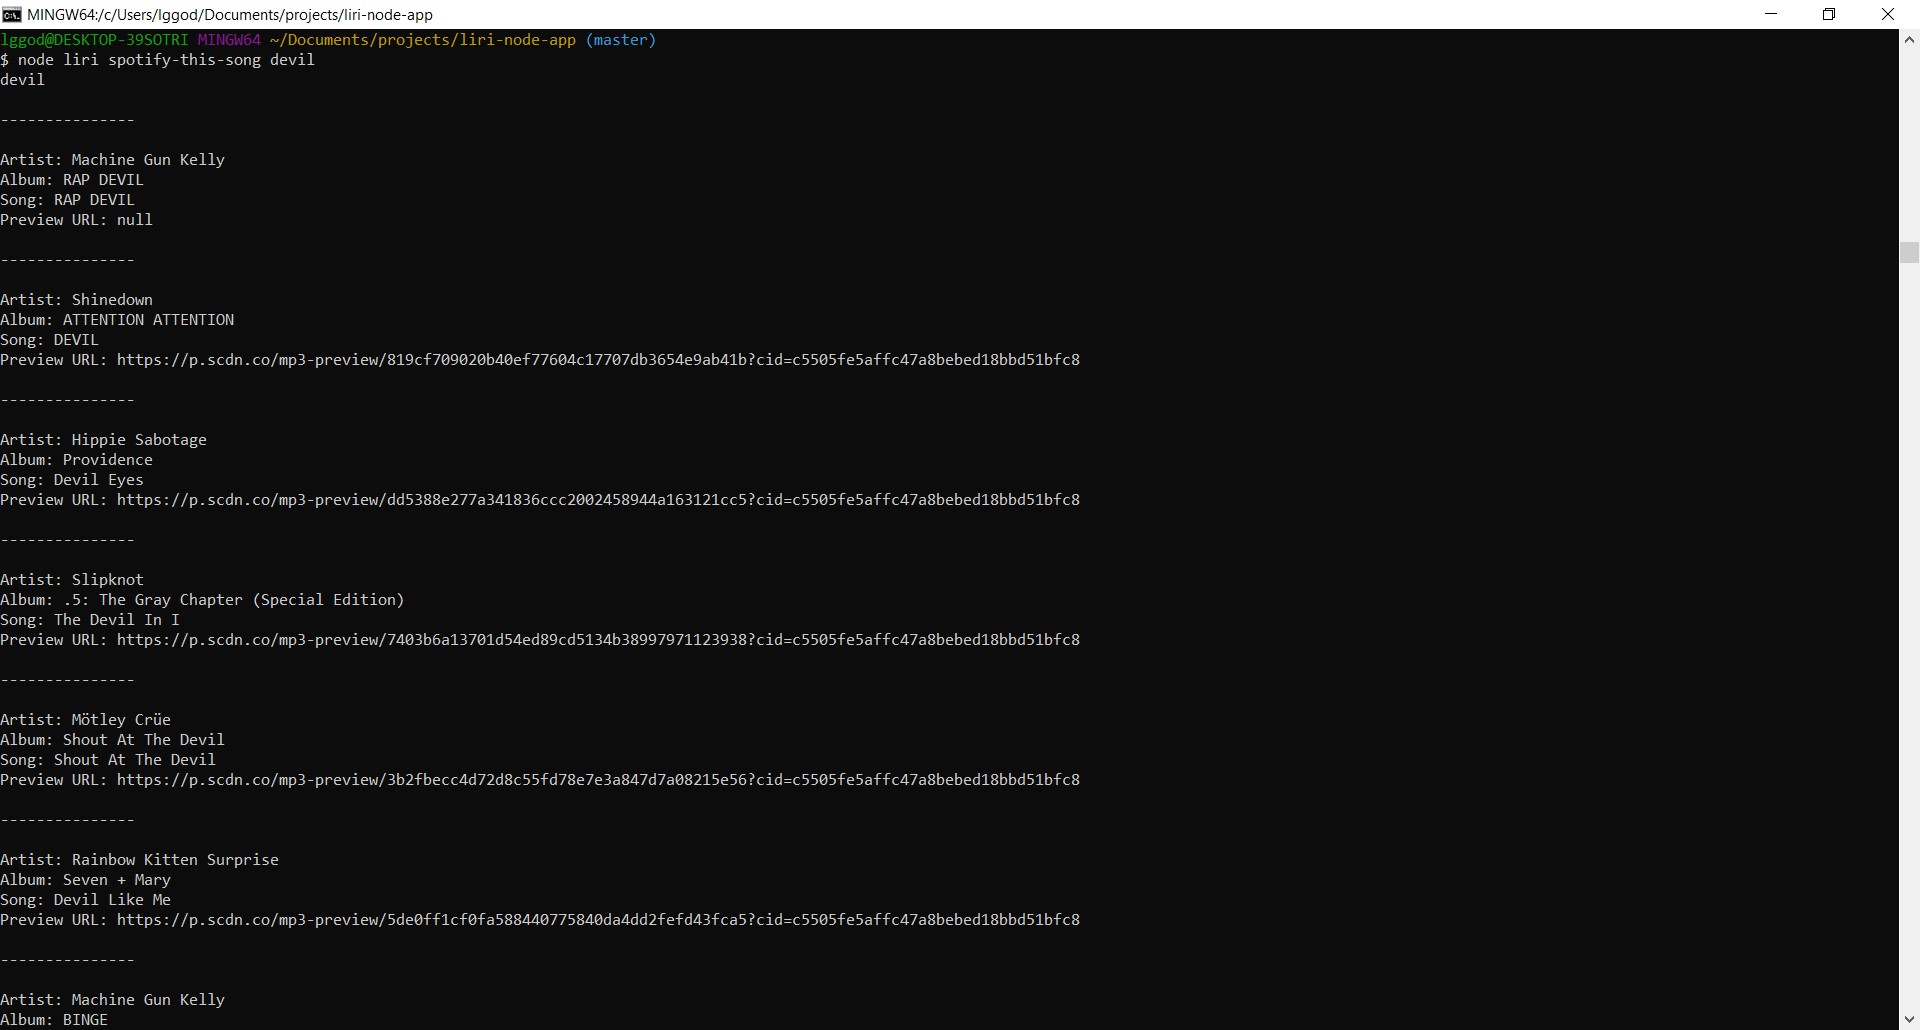 MINGW64:/c/Users/lggod/Documents/projects/liri-node-app
lggod@DESKTOP-39SOTRI MINGW64 ~/Documents/projects/liri-node-app (master)
$ node liri spotify-this-song devil
devil
---------------
Artist: Machine Gun Kelly
Album: RAP DEVIL
Song: RAP DEVIL
Preview URL: null
---------------
Artist: Shinedown
Album: ATTENTION ATTENTION
Song: DEVIL
Preview URL: https://p.scdn.co/mp3-preview/819cf709020b40ef77604c17707db3654e9ab41b?cid=c5505fe5affc47a8bebed18bbd51bfc8
---------------
Artist: Hippie Sabotage
Album: Providence
Song: Devil Eyes
Preview URL: https://p.scdn.co/mp3-preview/dd5388e277a341836ccc2002458944a163121cc5?cid=c5505fe5affc47a8bebed18bbd51bfc8
---------------
Artist: Slipknot
Album: .5: The Gray Chapter (Special Edition)
Song: The Devil In I
Preview URL: https://p.scdn.co/mp3-preview/7403b6a13701d54ed89cd5134b38997971123938?cid=c5505fe5affc47a8bebed18bbd51bfc8
---------------
Artist: Mötley Crüe
Album: Shout At The Devil
Song: Shout At The Devil
Preview URL: https://p.scdn.co/mp3-preview/3b2fbecc4d72d8c55fd78e7e3a847d7a08215e56?cid=c5505fe5affc47a8bebed18bbd51bfc8
---------------
Artist: Rainbow Kitten Surprise
Album: Seven + Mary
Song: Devil Like Me
Preview URL: https://p.scdn.co/mp3-preview/5de0ff1cf0fa588440775840da4dd2fefd43fca5?cid=c5505fe5affc47a8bebed18bbd51bfc8
---------------
Artist: Machine Gun Kelly
Album: BINGE